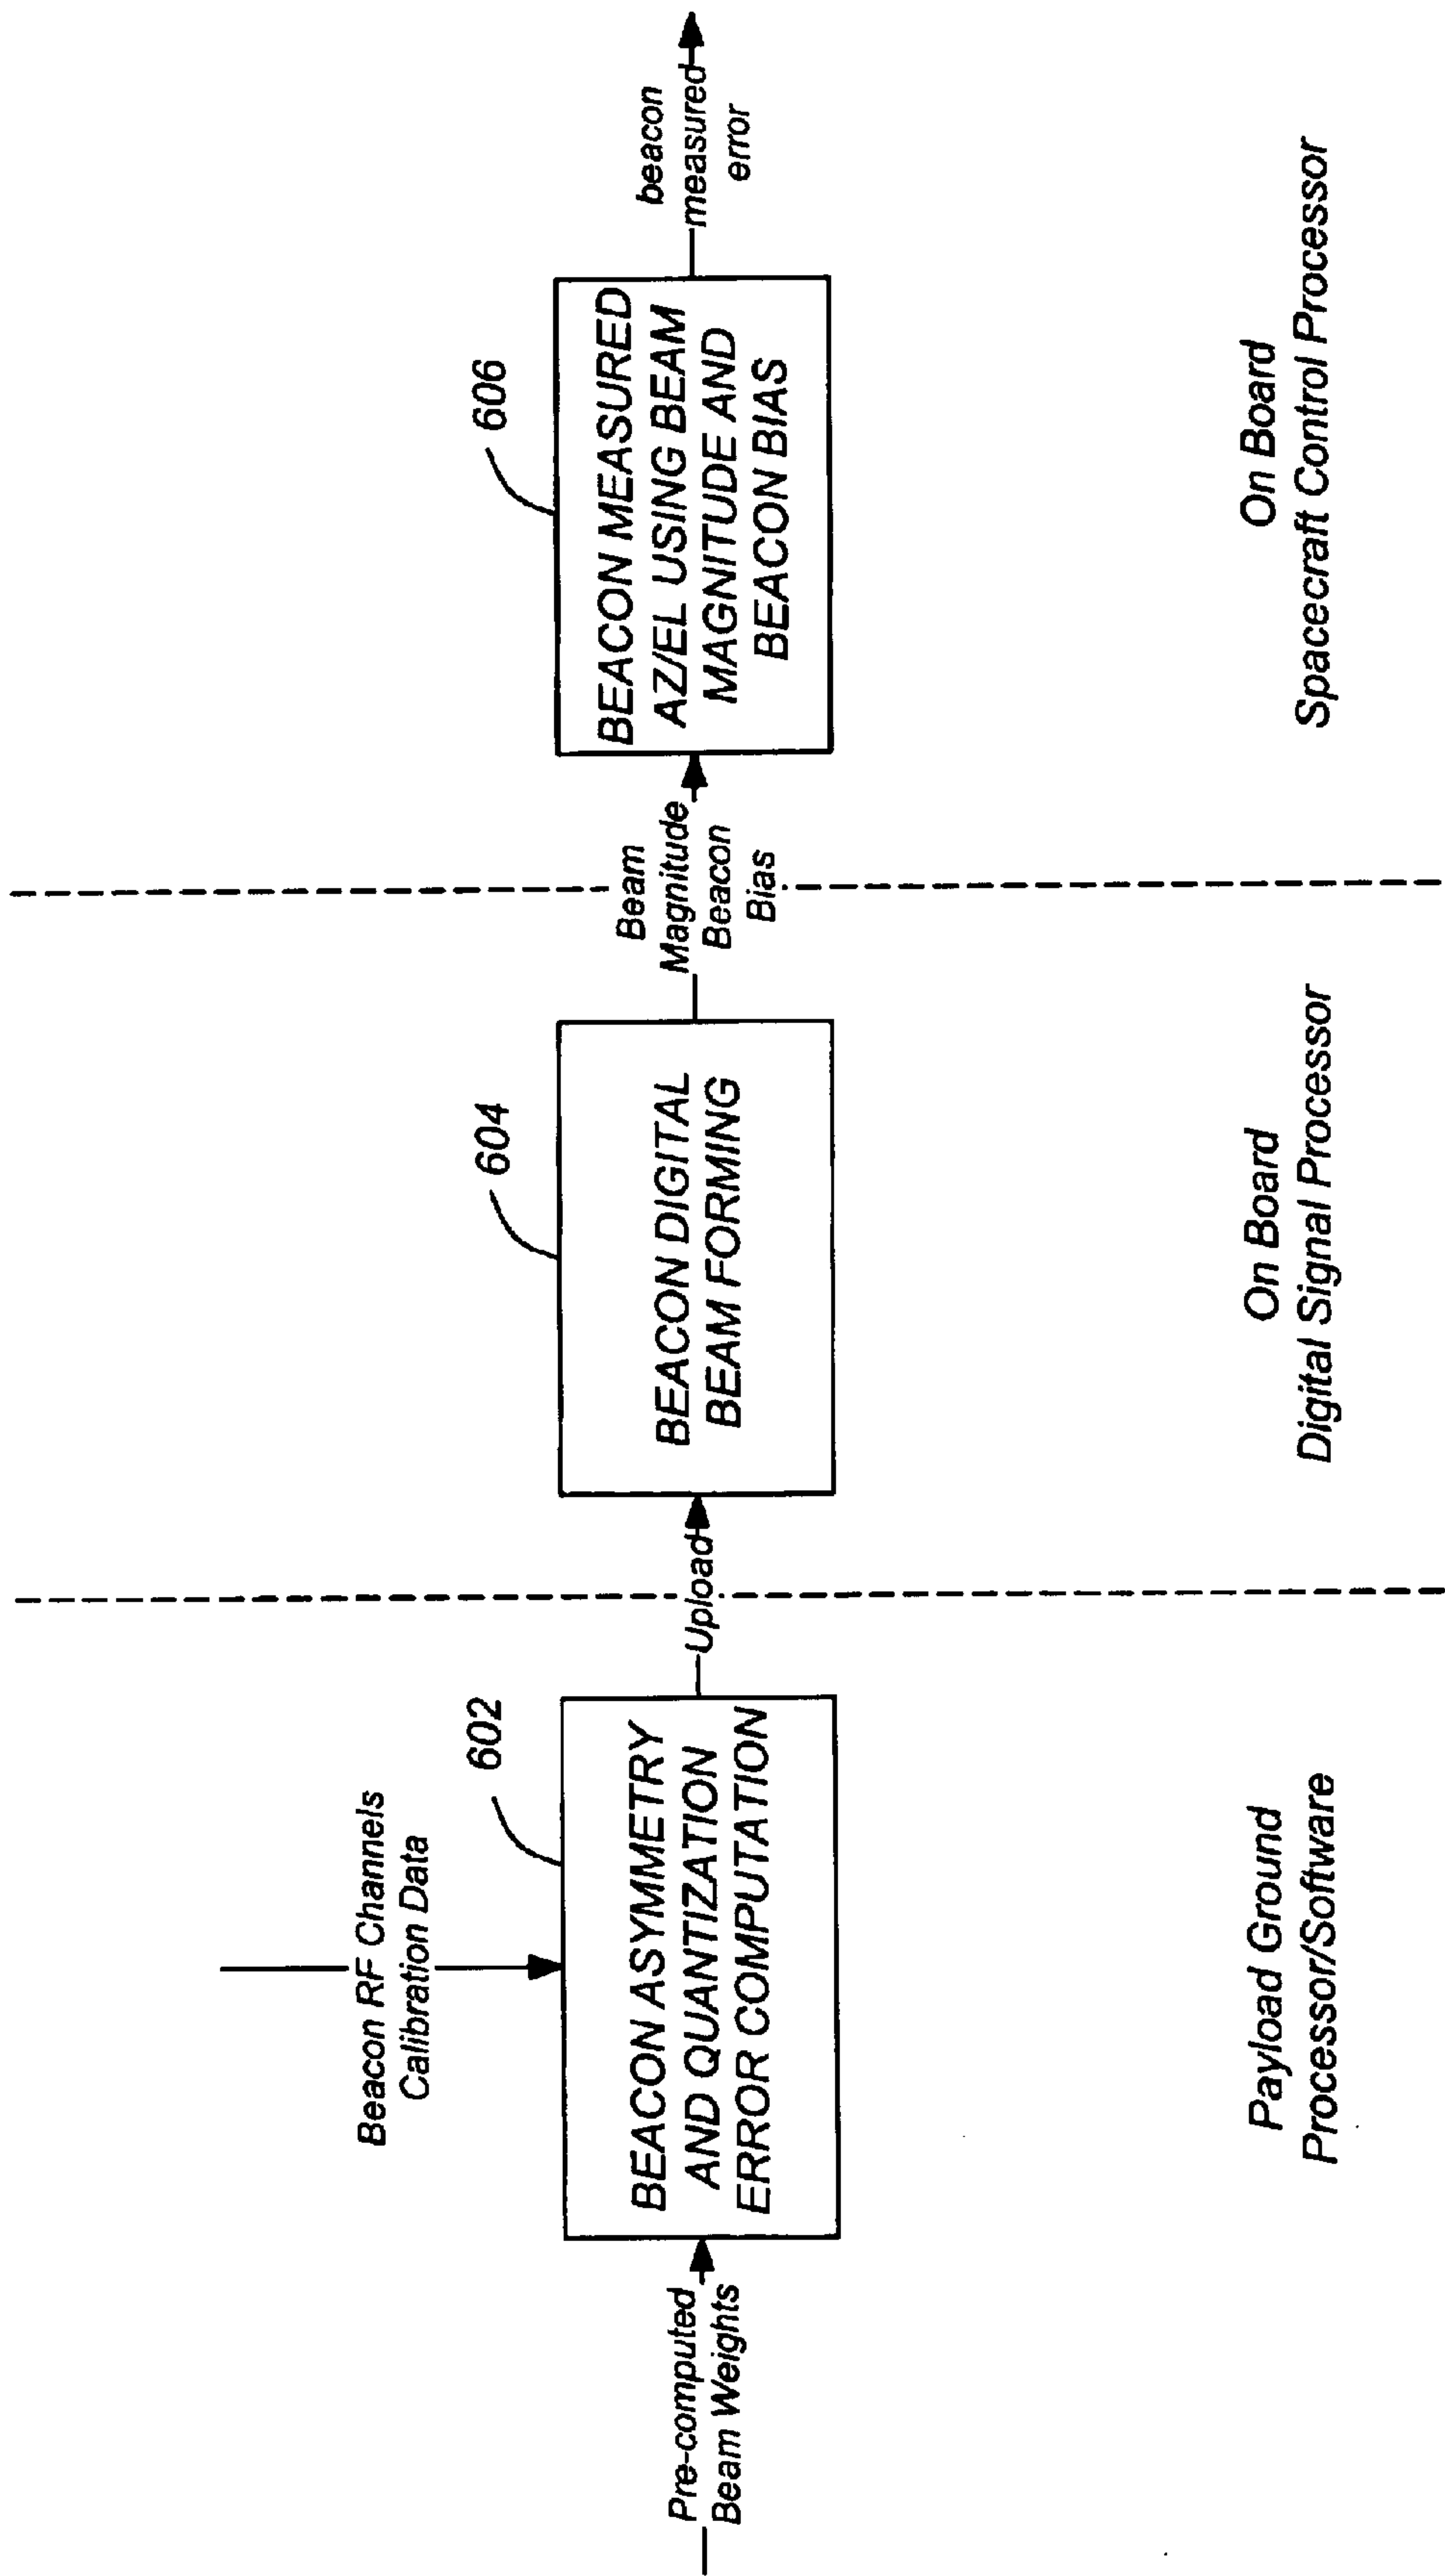 Beacon RF Channels
Calibration Data
602
604
606
Pre-computed
Beam Weights
BEACON ASYMMETRY
AND QUANTIZATION
ERROR COMPUTATION
Upload
BEACON DIGITAL
BEAM FORMING
Beam
Magnitude
Beacon
Bias
BEACON MEASURED
AZ/EL USING BEAM
MAGNITUDE AND
BEACON BIAS
beacon
measured
error
Payload Ground
Processor/Software
On Board
Digital Signal Processor
On Board
Spacecraft Control Processor